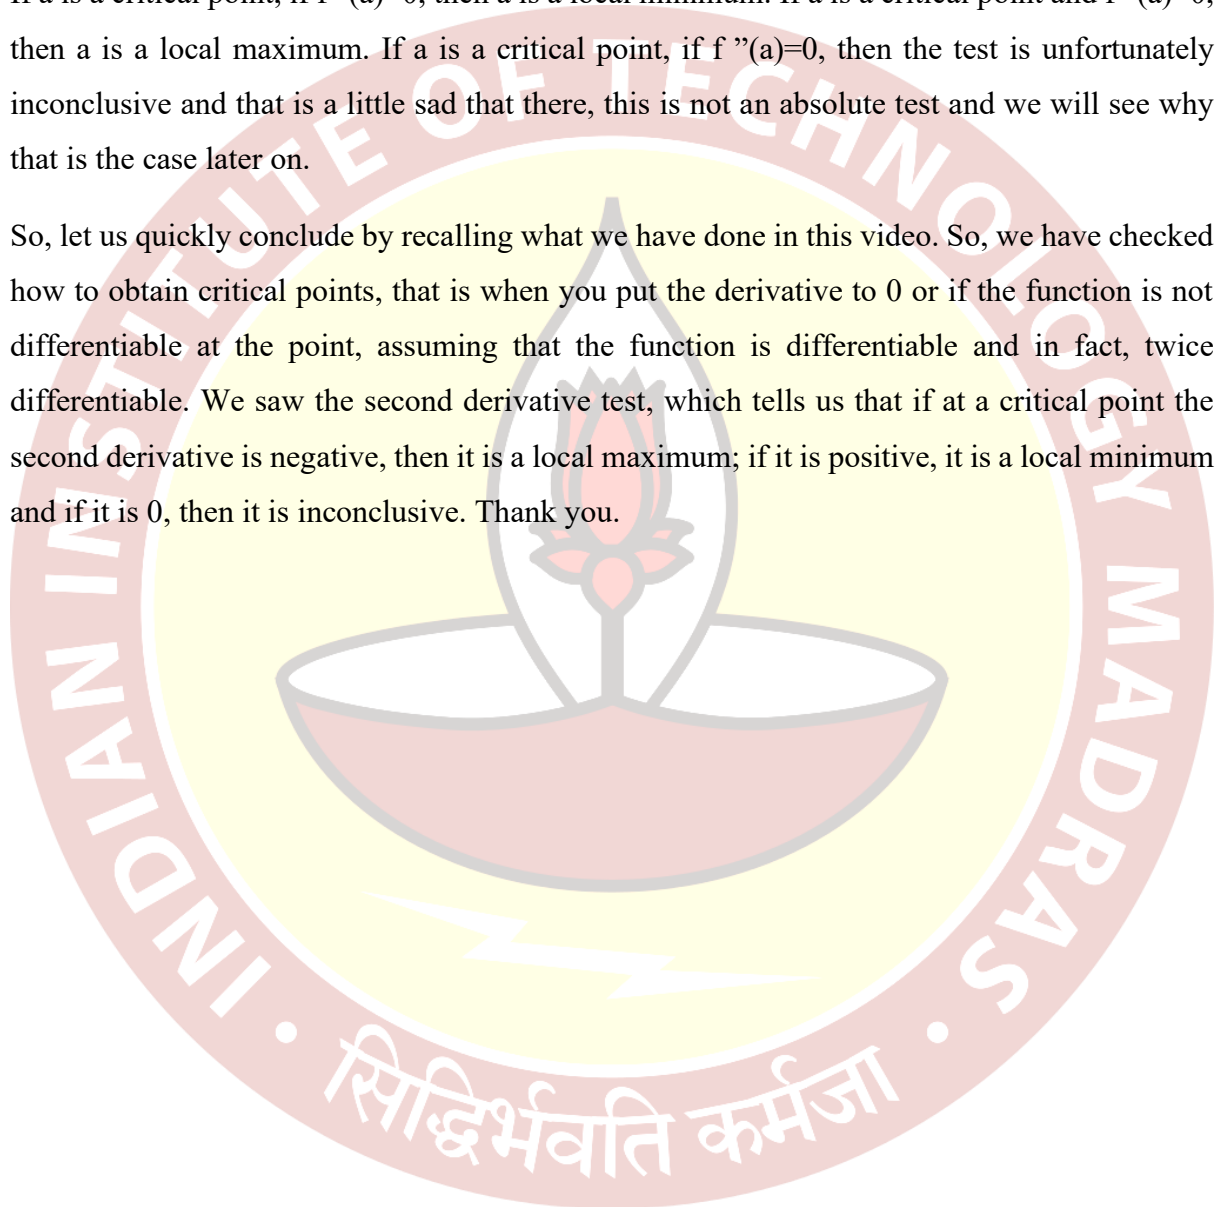 then a is a local maximum. If a is a critical point, if f ”(a)=0, then the test is unfortunately
inconclusive and that is a little sad that there, this is not an absolute test and we will see why
that is the case later on.
So, let us quickly conclude by recalling what we have done in this video. So, we have checked
how to obtain critical points, that is when you put the derivative to 0 or if the function is not
differentiable at the point, assuming that the function is differentiable and in fact, twice
differentiable. We saw the second derivative test, which tells us that if at a critical point the
second derivative is negative, then it is a local maximum; if it is positive, it is a local minimum
and if it is 0, then it is inconclusive. Thank you.
INDIAN INSTITUTE OF TECHNOLOGY MADRAS
सिद्धिर्भवति कर्मजा